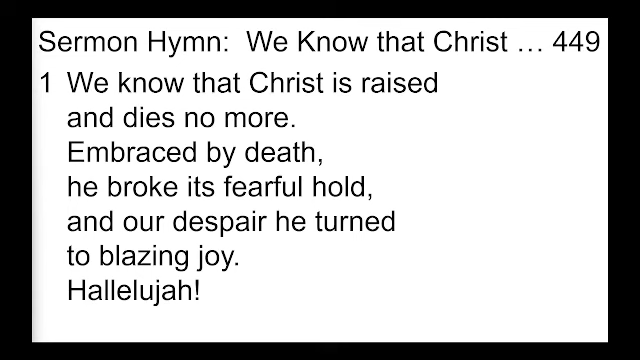 Sermon Hymn:  We Know that Christ … 449
1 We know that Christ is raised
and dies no more.
Embraced by death,
he broke its fearful hold,
and our despair he turned
to blazing joy.
Hallelujah!